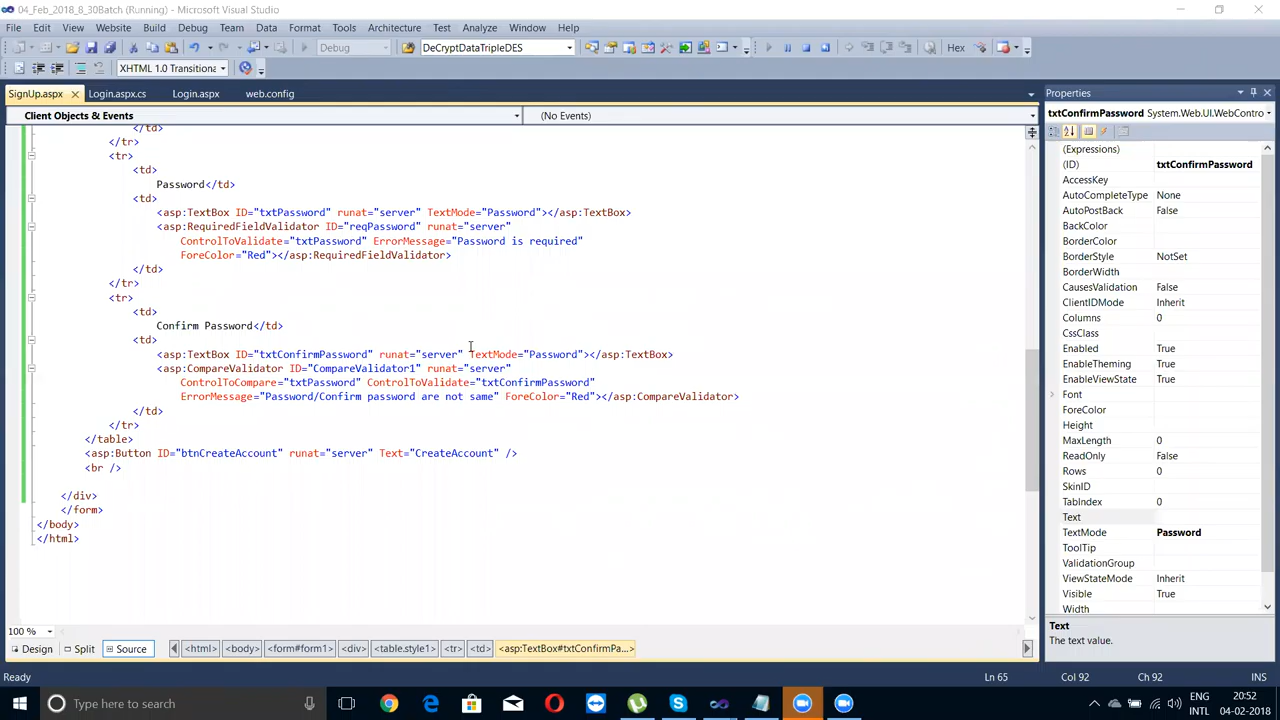 04_Feb_2018_8_30Batch (Running) - Microsoft Visual Studio
File Edit View Website Build Debug Team Data Format Tools Architecture Test Analyze Window Help
Debug DeCryptDataTripleDES Hex
XHTML 1.0 Transitiona
SignUp.aspx Login.aspx.cs Login.aspx web.config
Client Objects & Events (No Events)
</td>
</tr>
<tr>
<td>
Password</td>
<td>
<asp:TextBox ID="txtPassword" runat="server" TextMode="Password"></asp:TextBox>
<asp:RequiredFieldValidator ID="reqPassword" runat="server"
ControlToValidate="txtPassword" ErrorMessage="Password is required"
ForeColor="Red"></asp:RequiredFieldValidator>
</td>
</tr>
<tr>
<td>
Confirm Password</td>
<td>
<asp:TextBox ID="txtConfirmPassword" runat="server" TextMode="Password"></asp:TextBox>
<asp:CompareValidator ID="CompareValidator1" runat="server"
ControlToCompare="txtPassword" ControlToValidate="txtConfirmPassword"
ErrorMessage="Password/Confirm password are not same" ForeColor="Red"></asp:CompareValidator>
</td>
</tr>
</table>
<asp:Button ID="btnCreateAccount" runat="server" Text="CreateAccount" />
<br />
</div>
</form>
</body>
</html>
100 %
Design Split Source <html> <body> <form#form1> <div> <table.style1> <tr> <td> <asp:TextBox#txtConfirmPa...>
Properties
txtConfirmPassword System.Web.UI.WebContro
(Expressions)
(ID) txtConfirmPassword
AccessKey
AutoCompleteType None
AutoPostBack False
BackColor
BorderColor
BorderStyle NotSet
BorderWidth
CausesValidation False
ClientIDMode Inherit
Columns 0
CssClass
Enabled True
EnableTheming True
EnableViewState True
Font
ForeColor
Height
MaxLength 0
ReadOnly False
Rows 0
SkinID
TabIndex 0
Text
TextMode Password
ToolTip
ValidationGroup
ViewStateMode Inherit
Visible True
Width
Text
The text value.
Ready Ln 65 Col 92 Ch 92 INS
Type here to search
ENG
INTL
20:52
04-02-2018